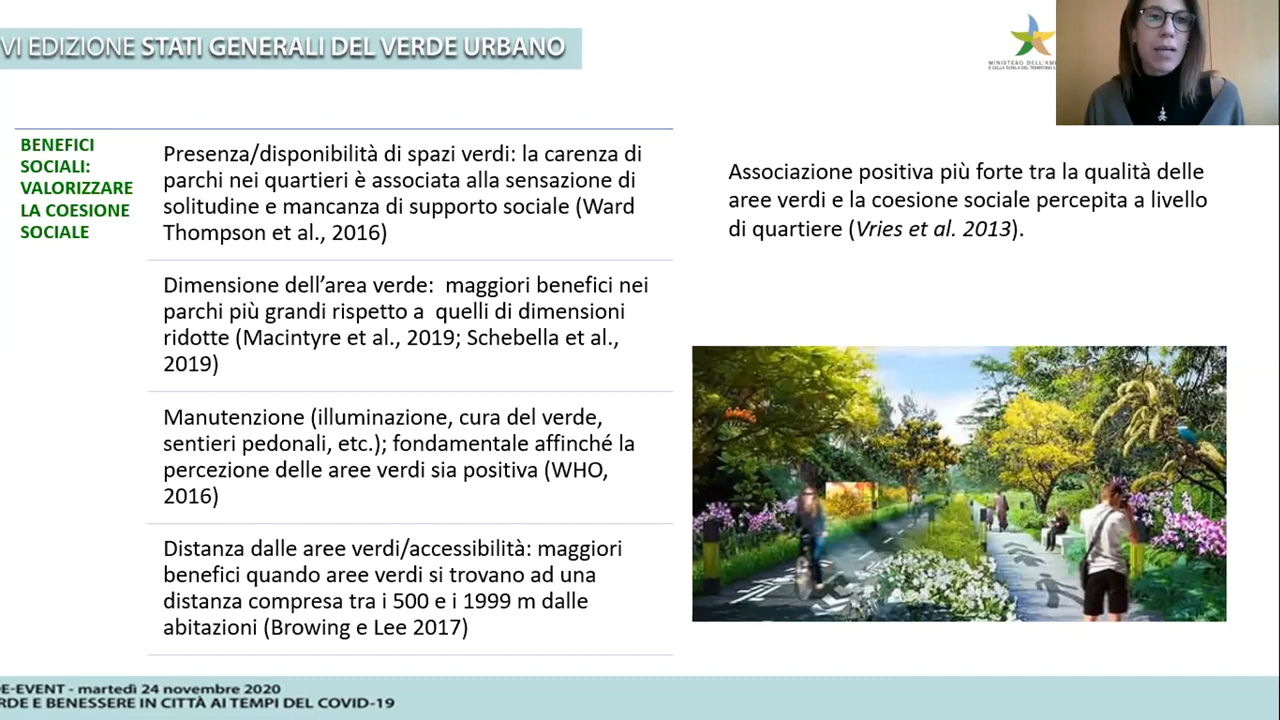 VI EDIZIONE STATI GENERALI DEL VERDE URBANO
MINISTERO DELL'AM
BENEFICI
SOCIALI:
VALORIZZARE
LA COESIONE
SOCIALE
Presenza/disponibilità di spazi verdi: la carenza di
parchi nei quartieri è associata alla sensazione di
solitudine e mancanza di supporto sociale (Ward
Thompson et al., 2016)
Dimensione dell’area verde: maggiori benefici nei
parchi più grandi rispetto a quelli di dimensioni
ridotte (Macintyre et al., 2019; Schebella et al.,
2019)
Manutenzione (illuminazione, cura del verde,
sentieri pedonali, etc.); fondamentale affinché la
percezione delle aree verdi sia positiva (WHO,
2016)
Distanza dalle aree verdi/accessibilità: maggiori
benefici quando aree verdi si trovano ad una
distanza compresa tra i 500 e i 1999 m dalle
abitazioni (Browing e Lee 2017)
Associazione positiva più forte tra la qualità delle
aree verdi e la coesione sociale percepita a livello
di quartiere (Vries et al. 2013).
E-EVENT - martedì 24 novembre 2020
RDE E BENESSERE IN CITTÀ AI TEMPI DEL COVID-19